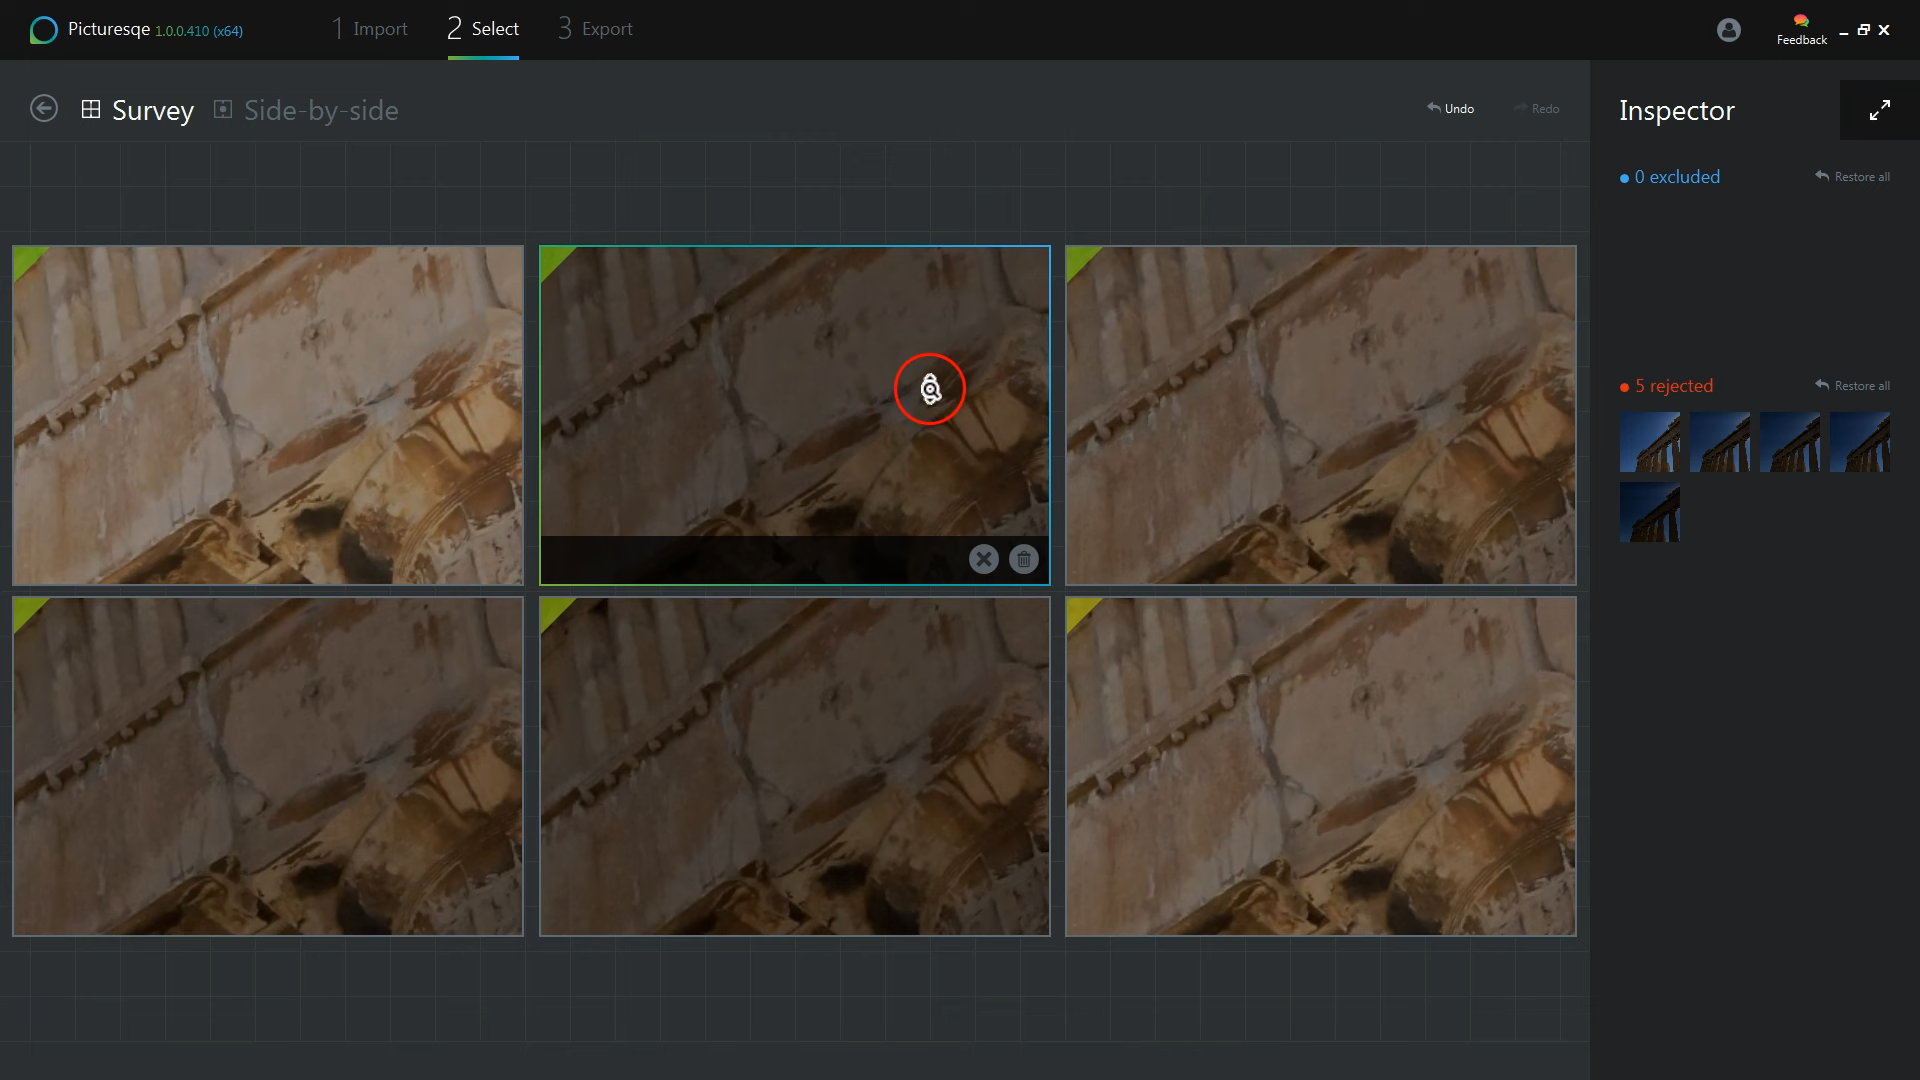 Picturesqe 1.0.0.410 (x64)
1 Import
2 Select
3 Export
Feedback
Survey
Side-by-side
Undo
Redo
Inspector
0 excluded
Restore all
5 rejected
Restore all